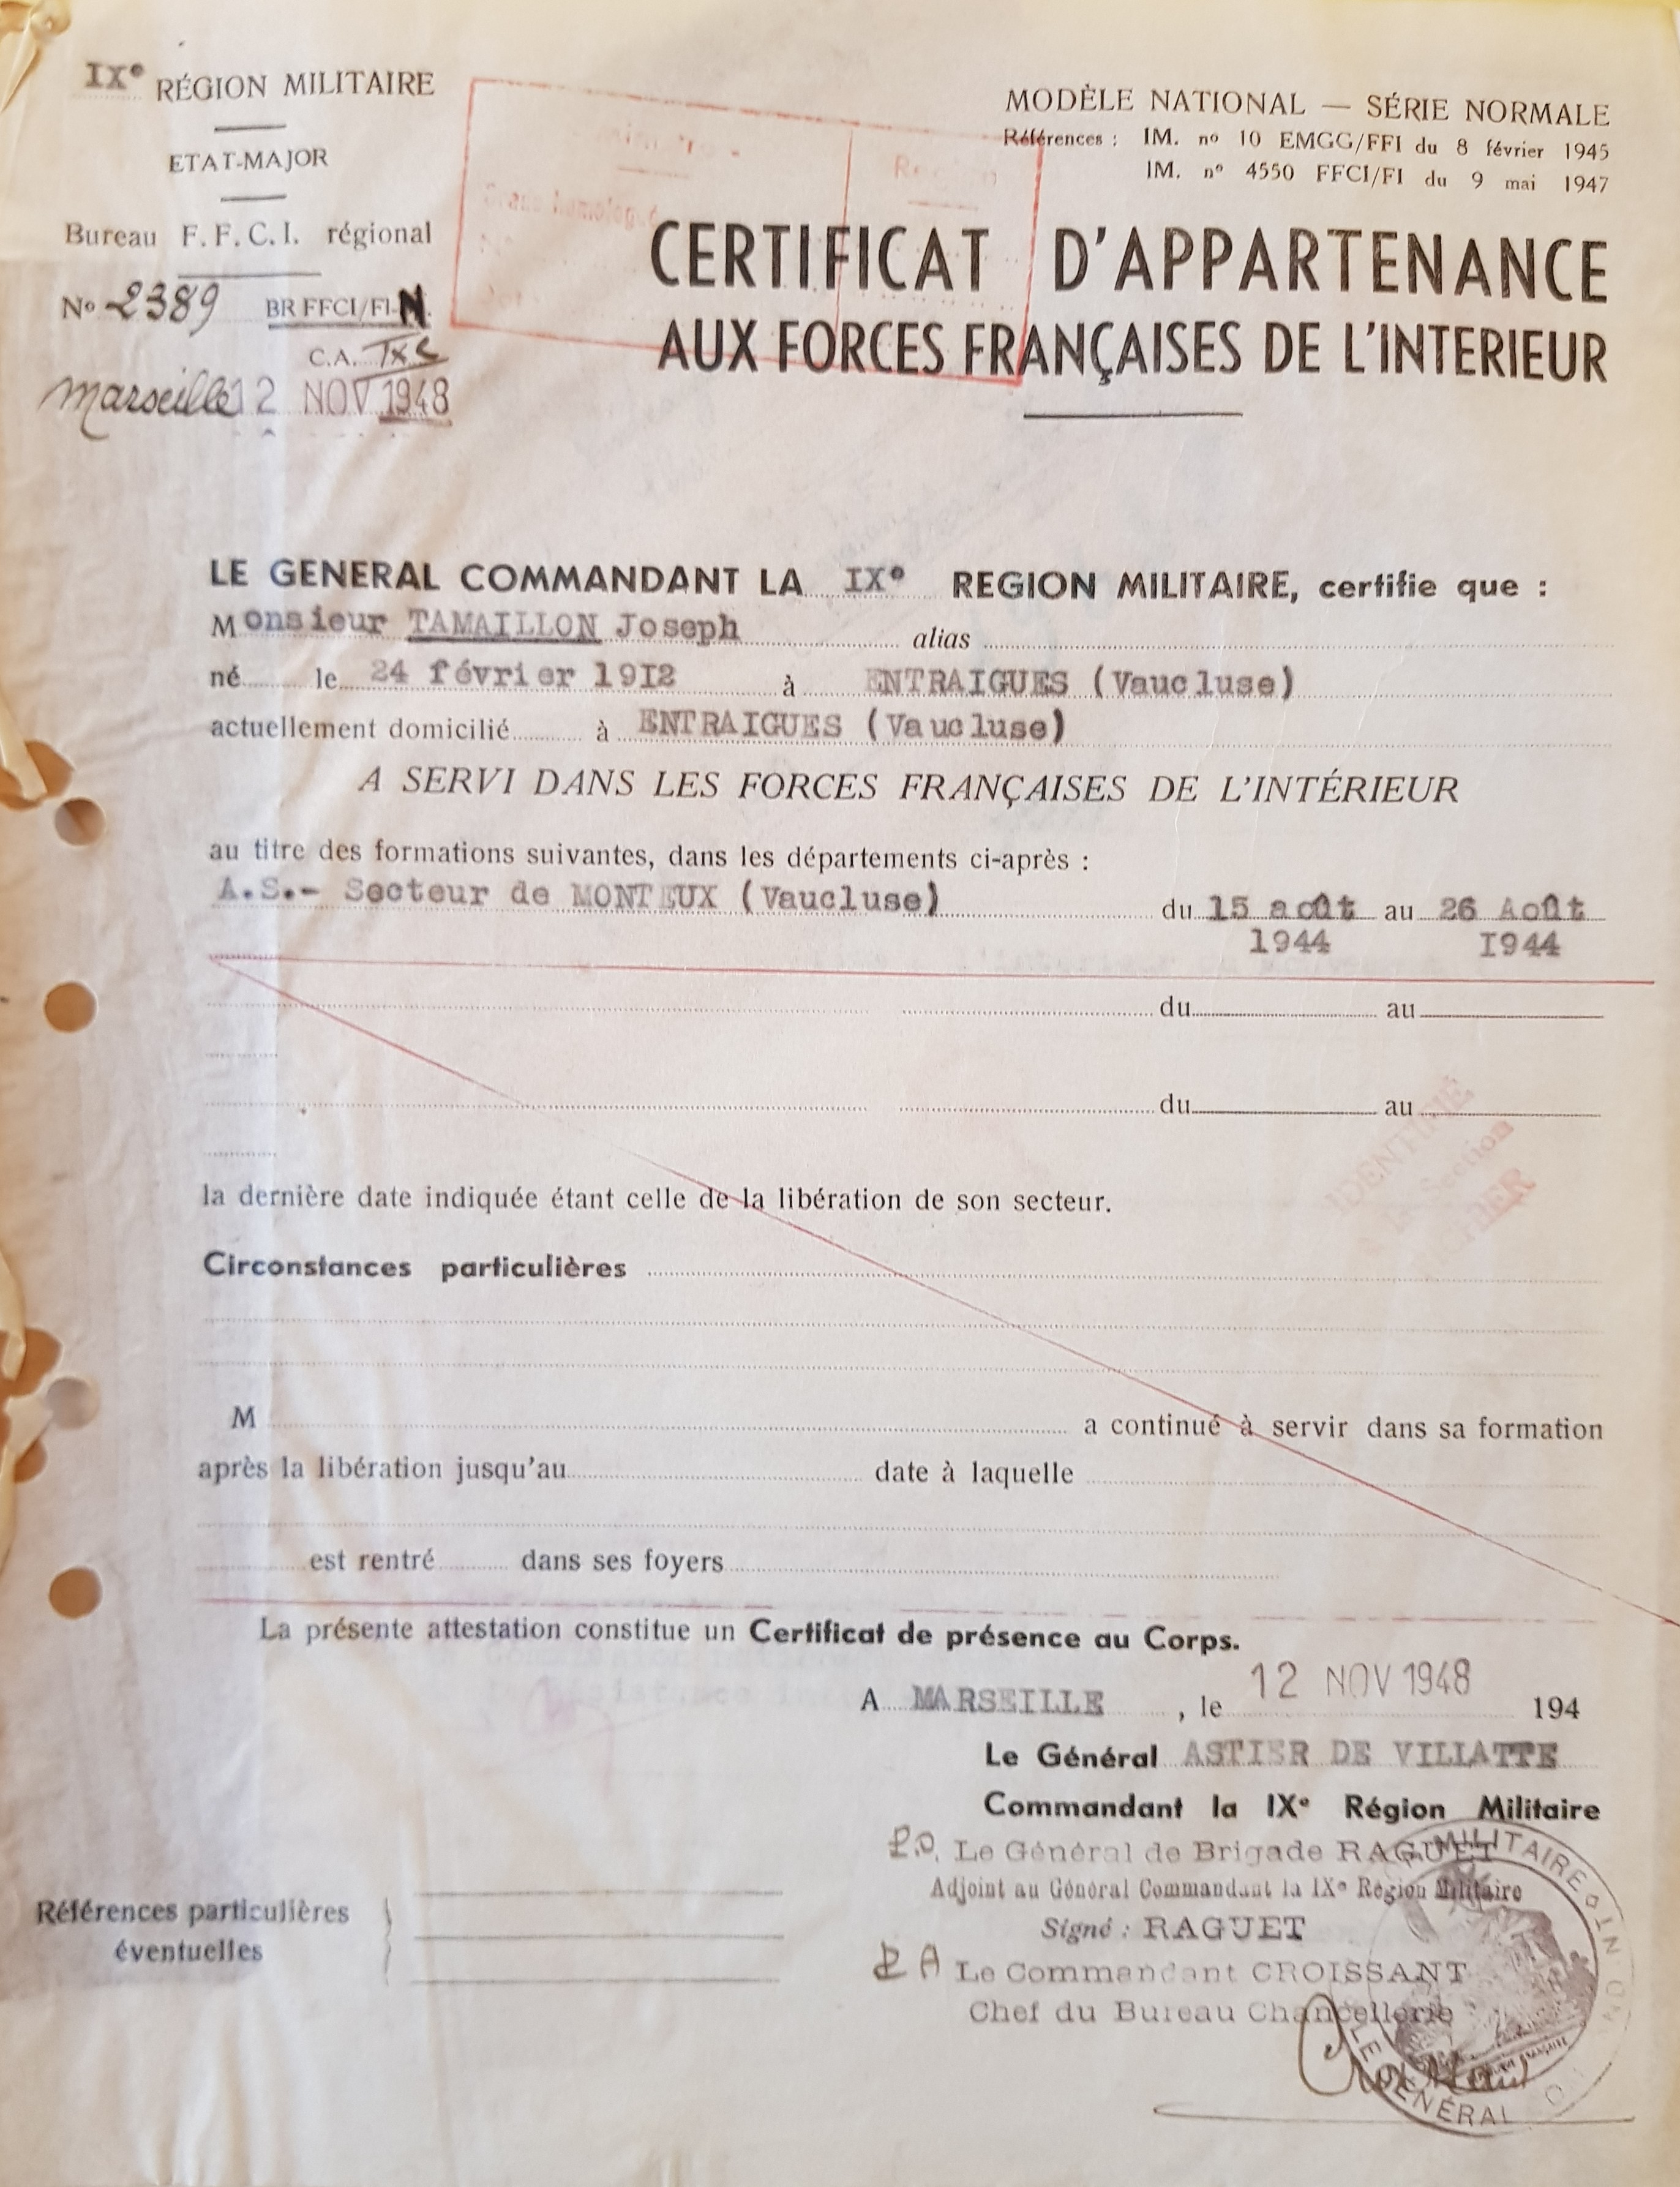 IXe RÉGION MILITAIRE
ETAT-MAJOR
Bureau F.F.C.I. régional
No 2389 BR FFCI/FI-N
C.A.
Marseille 12 NOV 1948
MODÈLE NATIONAL — SÉRIE NORMALE
Références : IM. no 10 EMGG/FFI du 8 février 1945
IM. no 4550 FFCI/FI du 9 mai 1947
CERTIFICAT D'APPARTENANCE
AUX FORCES FRANÇAISES DE L'INTERIEUR
LE GENERAL COMMANDANT LA IXe REGION MILITAIRE, certifie que :
Monsieur TAMAILLON Joseph alias
né le 24 février 1912 à ENTRAIGUES (Vaucluse)
actuellement domicilié à ENTRAIGUES (Vaucluse)
A SERVI DANS LES FORCES FRANÇAISES DE L'INTÉRIEUR
au titre des formations suivantes, dans les départements ci-après :
A.S.- Secteur de MONTEUX (Vaucluse) du 15 août au 26 Août
1944 I944
du au
du au
IDENTIFIÉ
Section
la dernière date indiquée étant celle de la libération de son secteur.
Circonstances particulières
M a continué à servir dans sa formation
après la libération jusqu'au date à laquelle
est rentré dans ses foyers
La présente attestation constitue un Certificat de présence au Corps.
A MARSEILLE, le 12 NOV 1948 194
Le Général ASTIER DE VILLATTE
Commandant la IXe Région Militaire
P.O. Le Général de Brigade RAGUET
Adjoint au Général Commandant la IXe Région Militaire
Signé : RAGUET
P A Le Commandant CROISSANT
Chef du Bureau Chancellerie
MILITAIRE
LE GÉNÉRAL
Références particulières
éventuelles